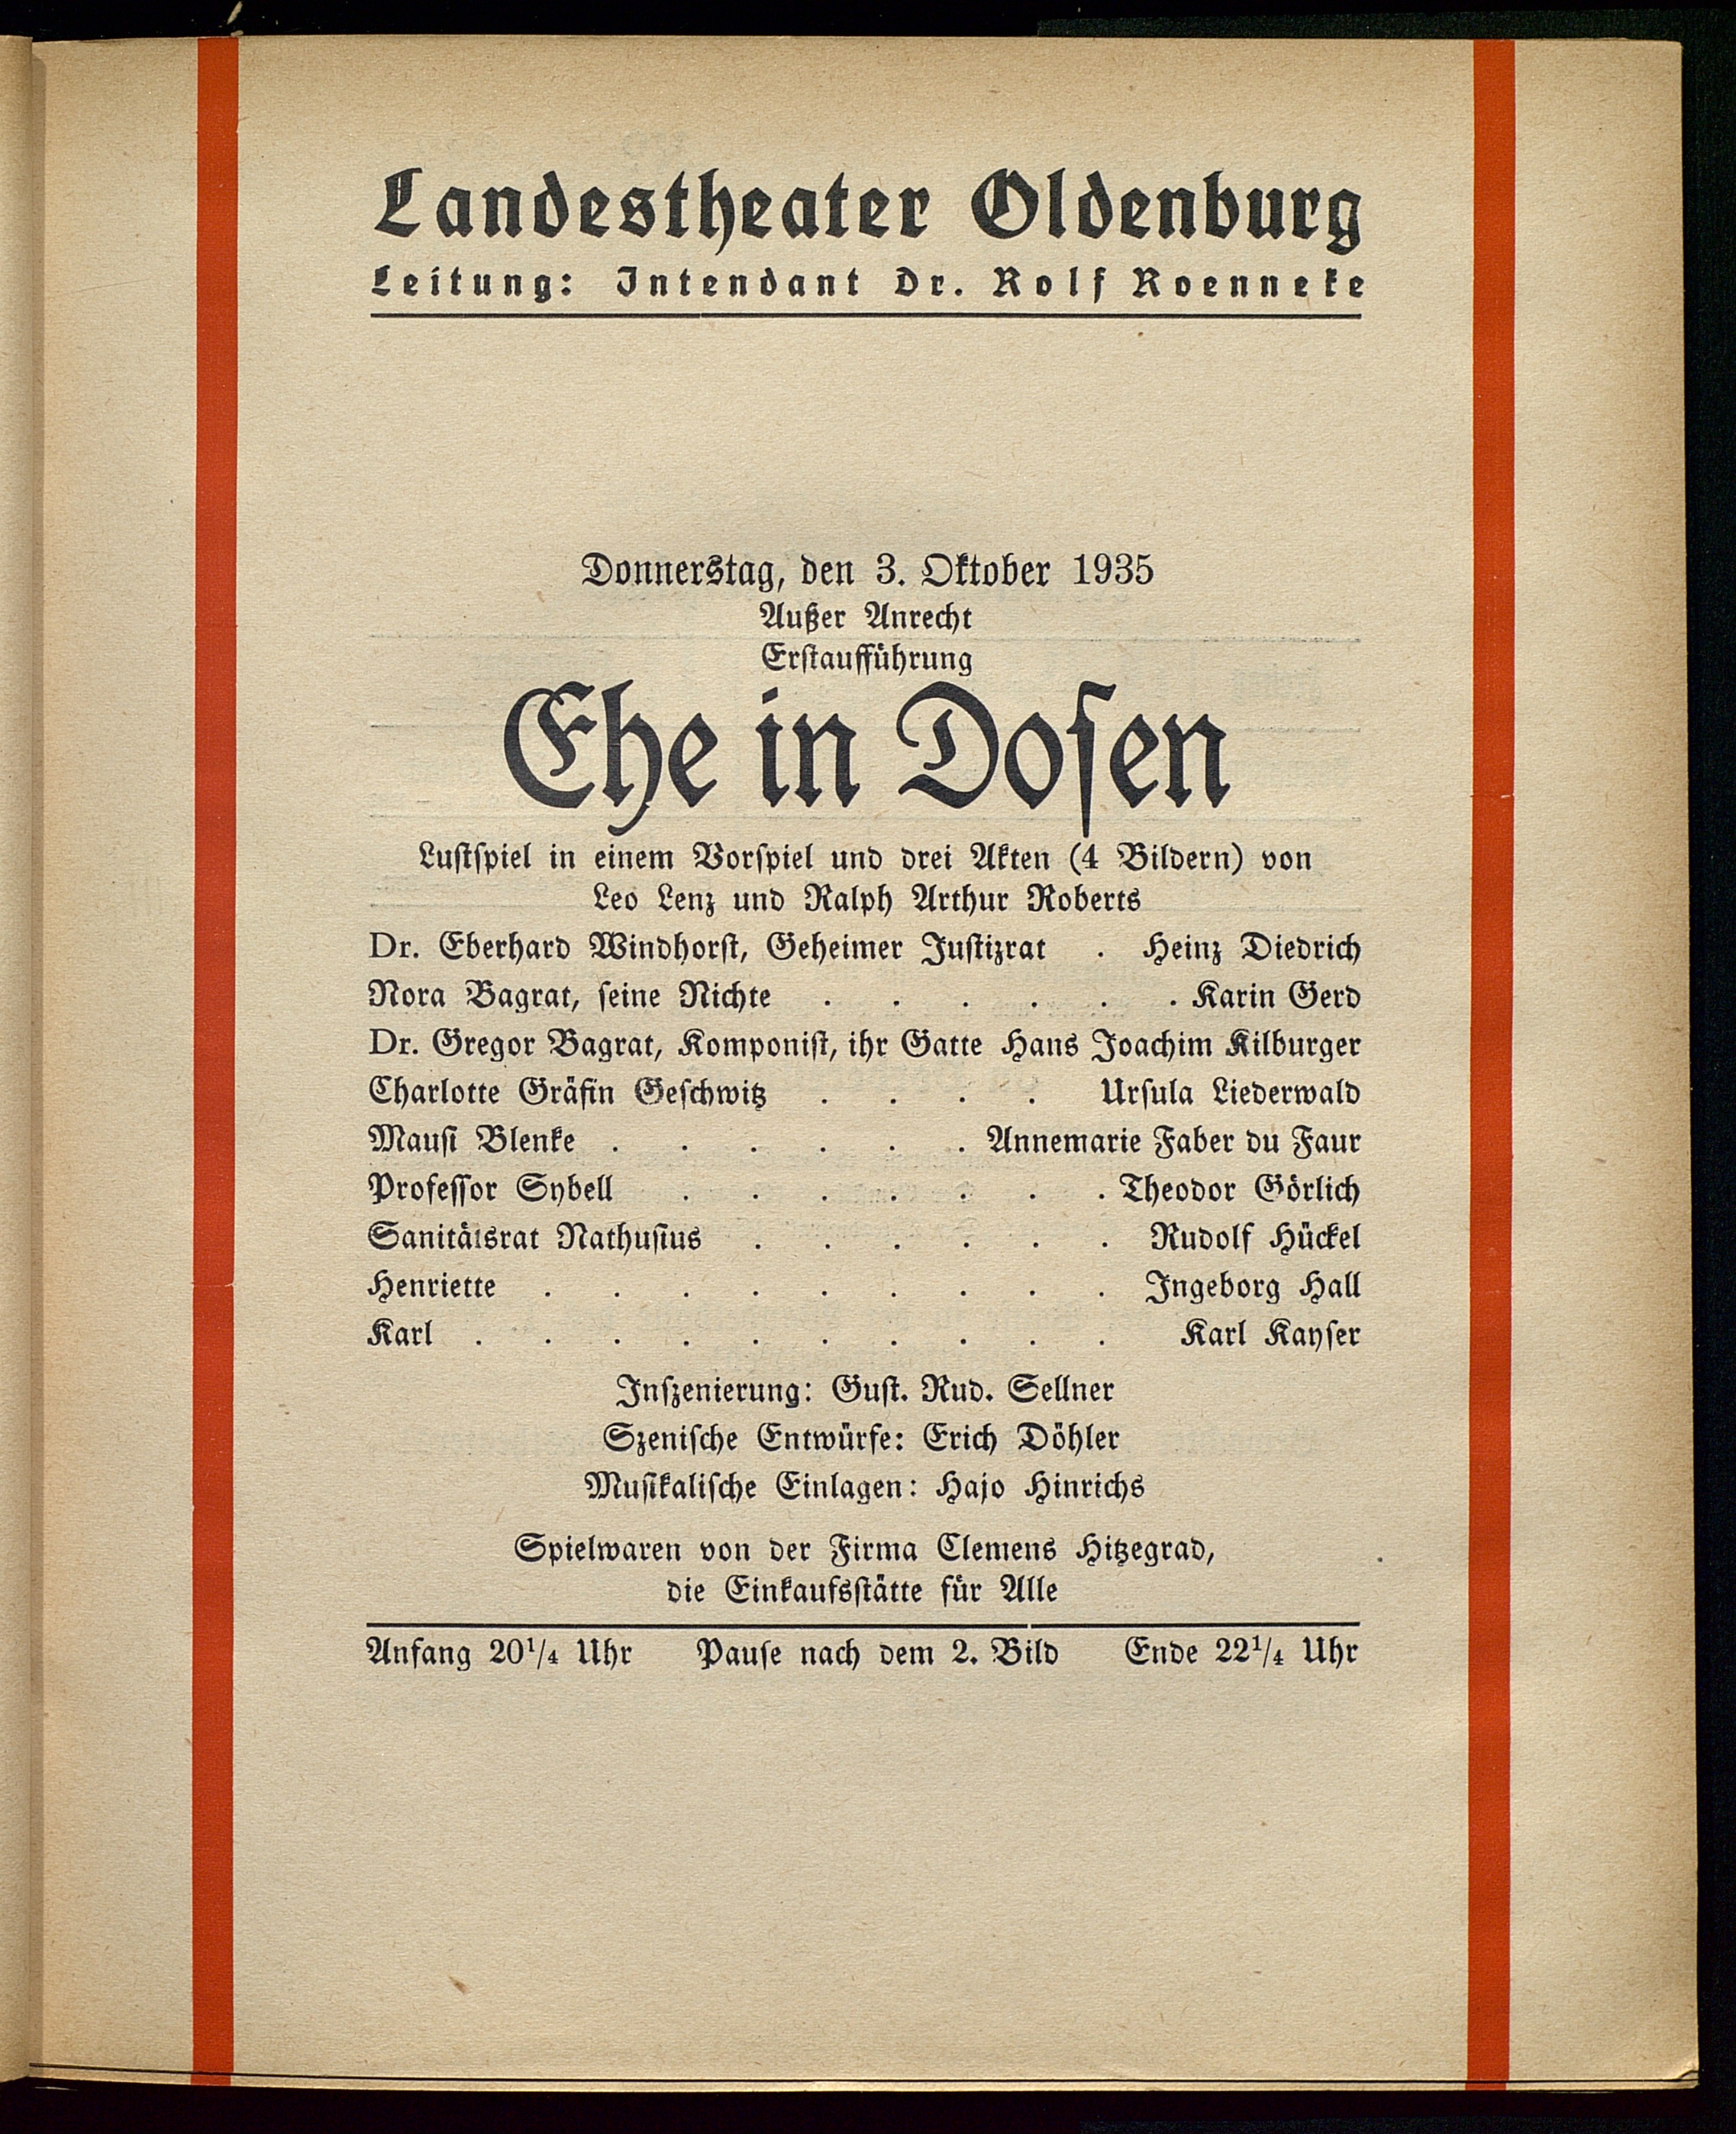 Landestheater Oldenburg
Leitung: Intendant Dr. Rolf Roenneke
Donnerstag, den 3. Oktober 1935
Außer Anrecht
Erstaufführung
Ehe in Dosen
Lustspiel in einem Vorspiel und drei Akten (4 Bildern) von
Leo Lenz und Ralph Arthur Roberts
Dr. Eberhard Windhorst, Geheimer Justizrat . Heinz Diedrich
Nora Bagrat, seine Nichte . . . . . . Karin Gerd
Dr. Gregor Bagrat, Komponist, ihr Gatte Hans Joachim Kilburger
Charlotte Gräfin Geschwitz . . . . Ursula Liederwald
Mausi Blenke . . . . . . Annemarie Faber du Faur
Professor Sybell . . . . . . . Theodor Görlich
Sanitätsrat Nathusius . . . . . . Rudolf Hückel
Henriette . . . . . . . . . Ingeborg Hall
Karl . . . . . . . . . . Karl Kayser
Inszenierung: Gust. Rud. Sellner
Szenische Entwürfe: Erich Döhler
Musikalische Einlagen: Hajo Hinrichs
Spielwaren von der Firma Clemens Hitzegrad,
die Einkaufsstätte für Alle
Anfang 20¹/₄ Uhr Pause nach dem 2. Bild Ende 22¹/₄ Uhr